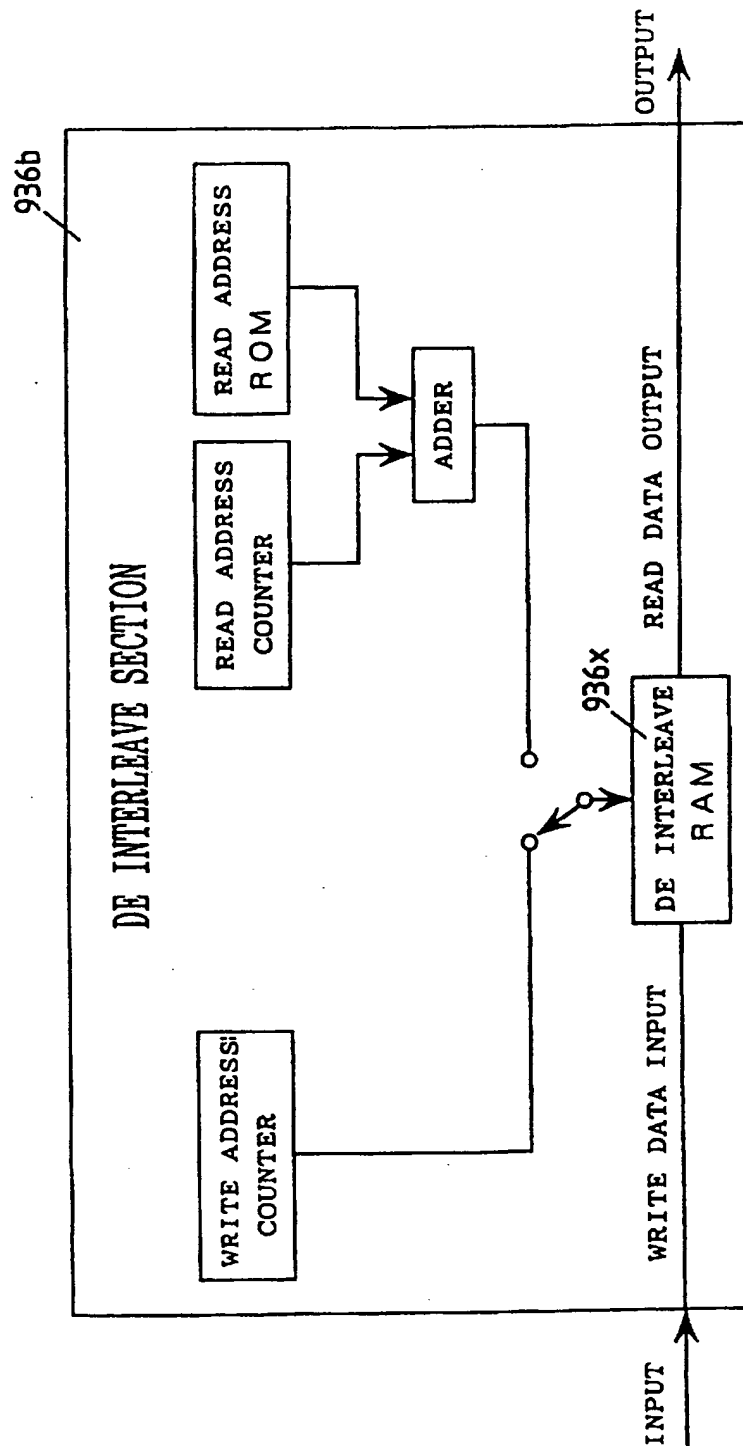 936b
DE INTERLEAVE SECTION
WRITE ADDRESS
COUNTER
READ ADDRESS
COUNTER
READ ADDRESS
ROM
ADDER
936x
INPUT
WRITE DATA INPUT
DE INTERLEAVE
RAM
READ DATA OUTPUT
OUTPUT